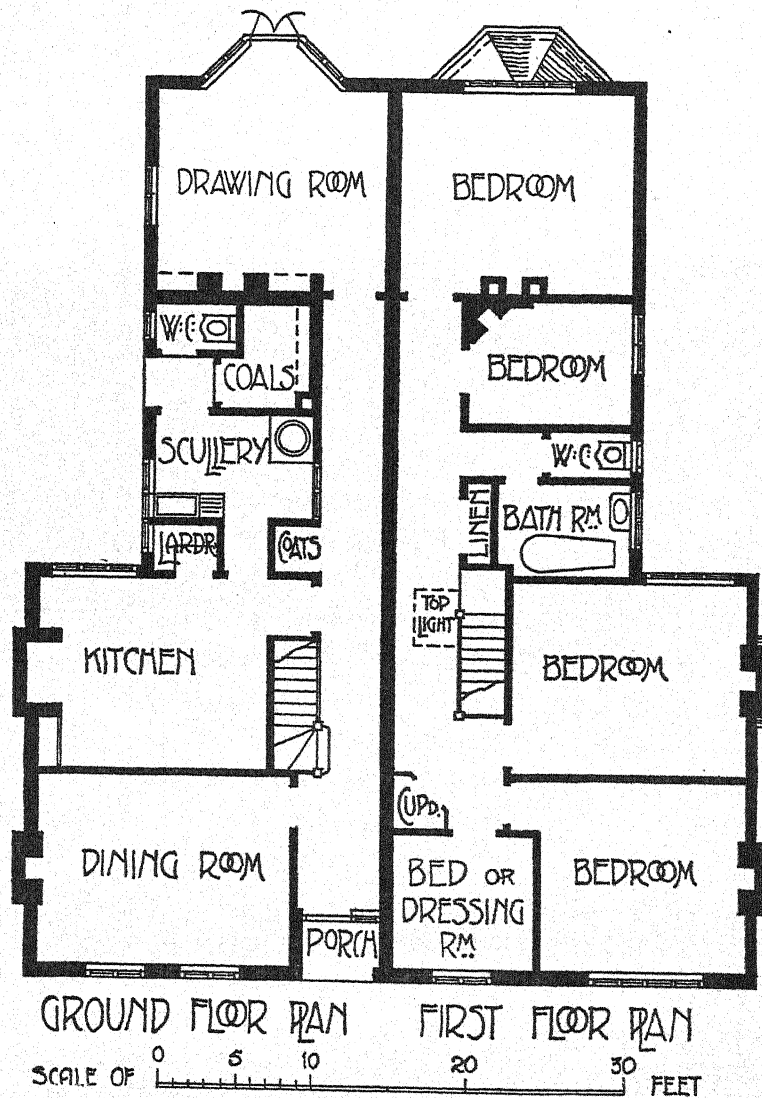 DRAWING ROOM
W.C.
COALS
SCULLERY
LARDR
COATS
KITCHEN
DINING ROOM
PORCH
GROUND FLOOR PLAN
BEDROOM
BEDROOM
W.C.
LINEN
BATH RM
TOP
LIGHT
BEDROOM
CUPD.
BED OR
DRESSING
RM
BEDROOM
FIRST FLOOR PLAN
SCALE OF 0 5 10 20 30 FEET